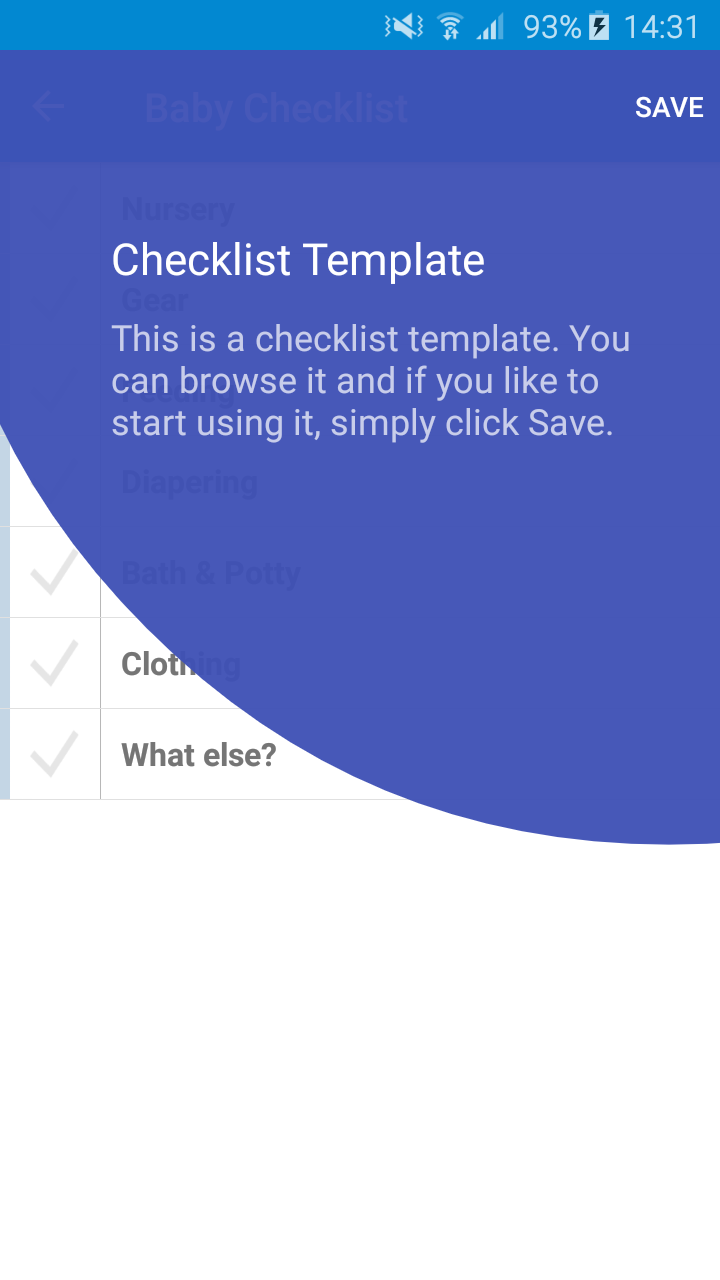 93% 14:31
Baby Checklist
SAVE
Nursery
Checklist Template
Gear
This is a checklist template. You
can browse it and if you like to
Feeding
start using it, simply click Save.
Diapering
Bath & Potty
Clothing
What else?